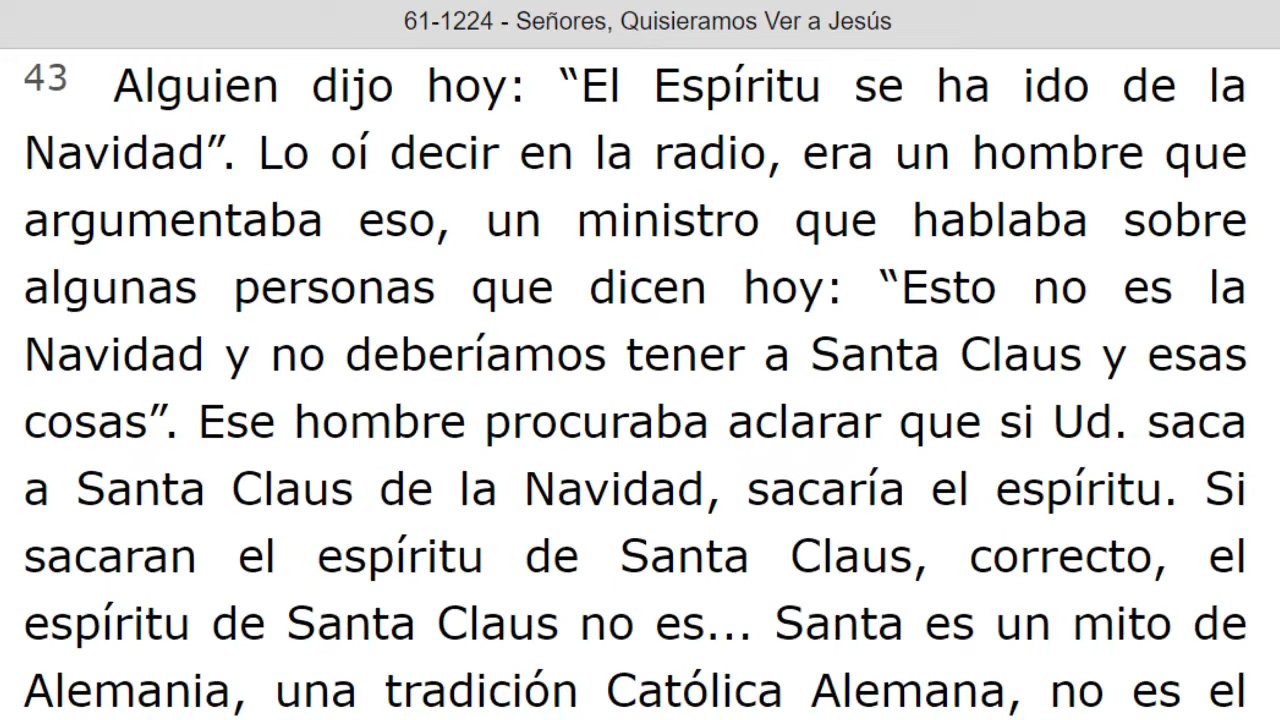 61-1224 - Señores, Quisieramos Ver a Jesús
43 Alguien dijo hoy: “El Espíritu se ha ido de la
Navidad”. Lo oí decir en la radio, era un hombre que
argumentaba eso, un ministro que hablaba sobre
algunas personas que dicen hoy: “Esto no es la
Navidad y no deberíamos tener a Santa Claus y esas
cosas”. Ese hombre procuraba aclarar que si Ud. saca
a Santa Claus de la Navidad, sacaría el espíritu. Si
sacaran el espíritu de Santa Claus, correcto, el
espíritu de Santa Claus no es... Santa es un mito de
Alemania, una tradición Católica Alemana, no es el